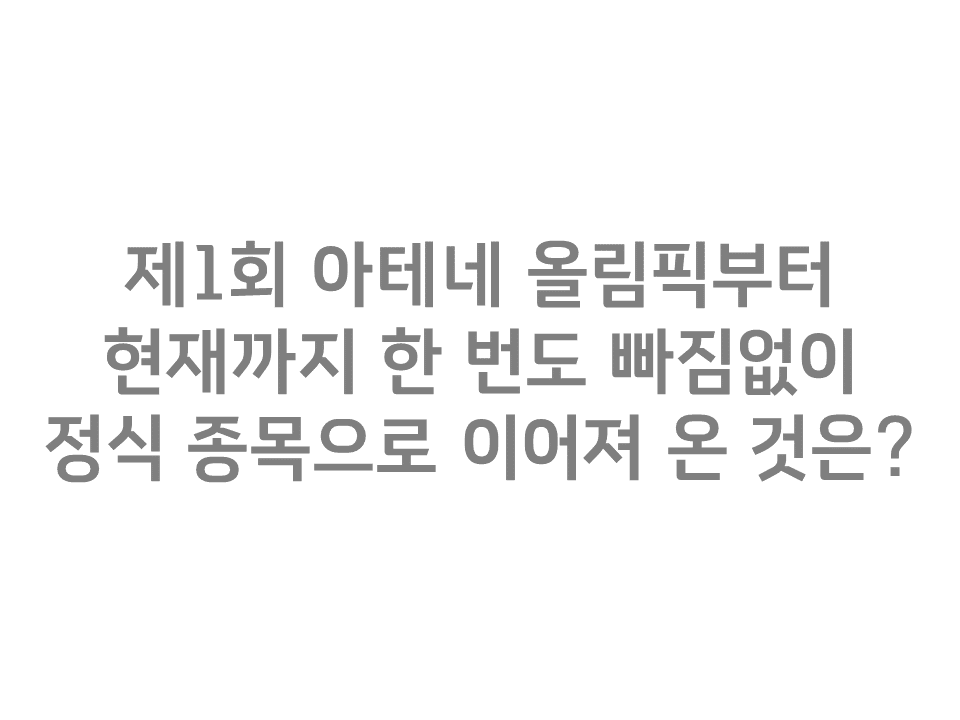 제1회 아테네 올림픽부터
현재까지 한 번도 빠짐없이
정식 종목으로 이어져 온 것은?